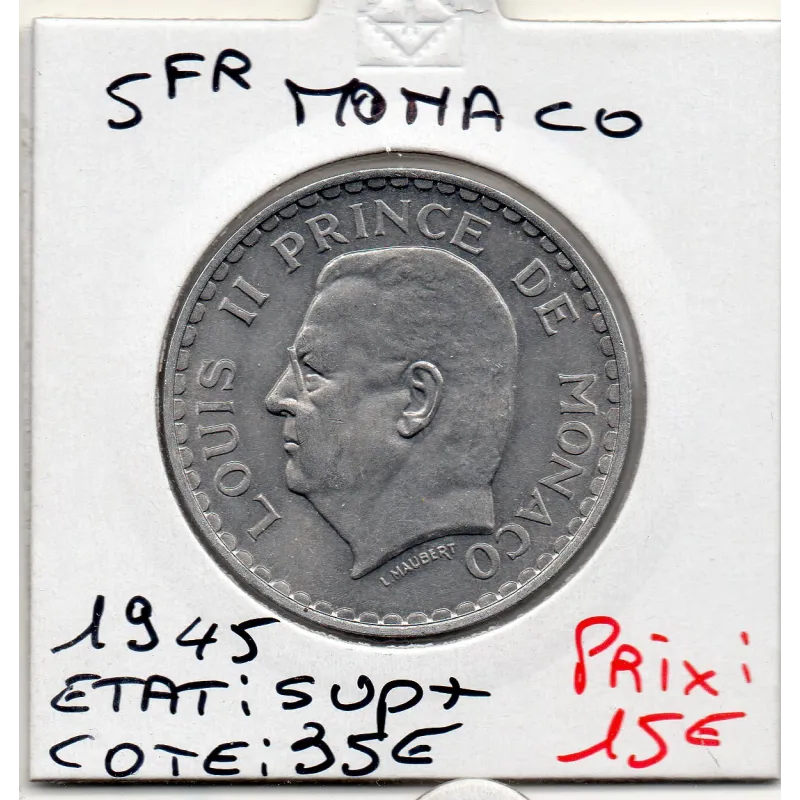 5FR MONACO
LOUIS II PRINCE DE MONACO
L. MAUBERT
1945
ETAT: SUP+
COTE: 35€
PRix:
15€